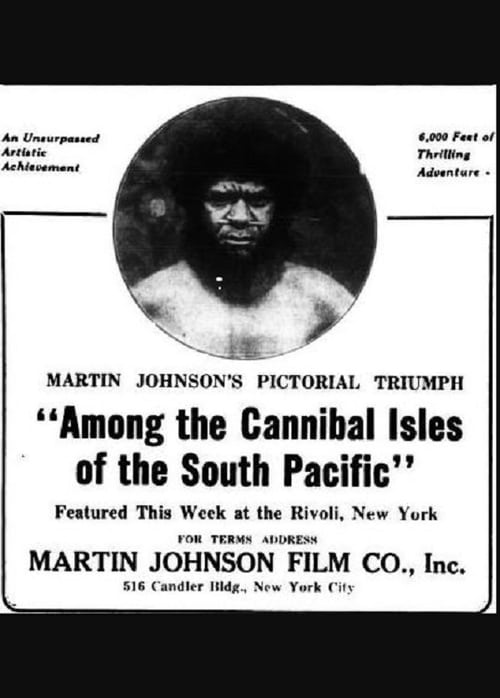 An Unsurpassed
Artistic
Achievement
6,000 Feet of
Thrilling
Adventure -
MARTIN JOHNSON'S PICTORIAL TRIUMPH
"Among the Cannibal Isles
of the South Pacific"
Featured This Week at the Rivoli, New York
FOR TERMS ADDRESS
MARTIN JOHNSON FILM CO., Inc.
516 Candler Bldg., New York City